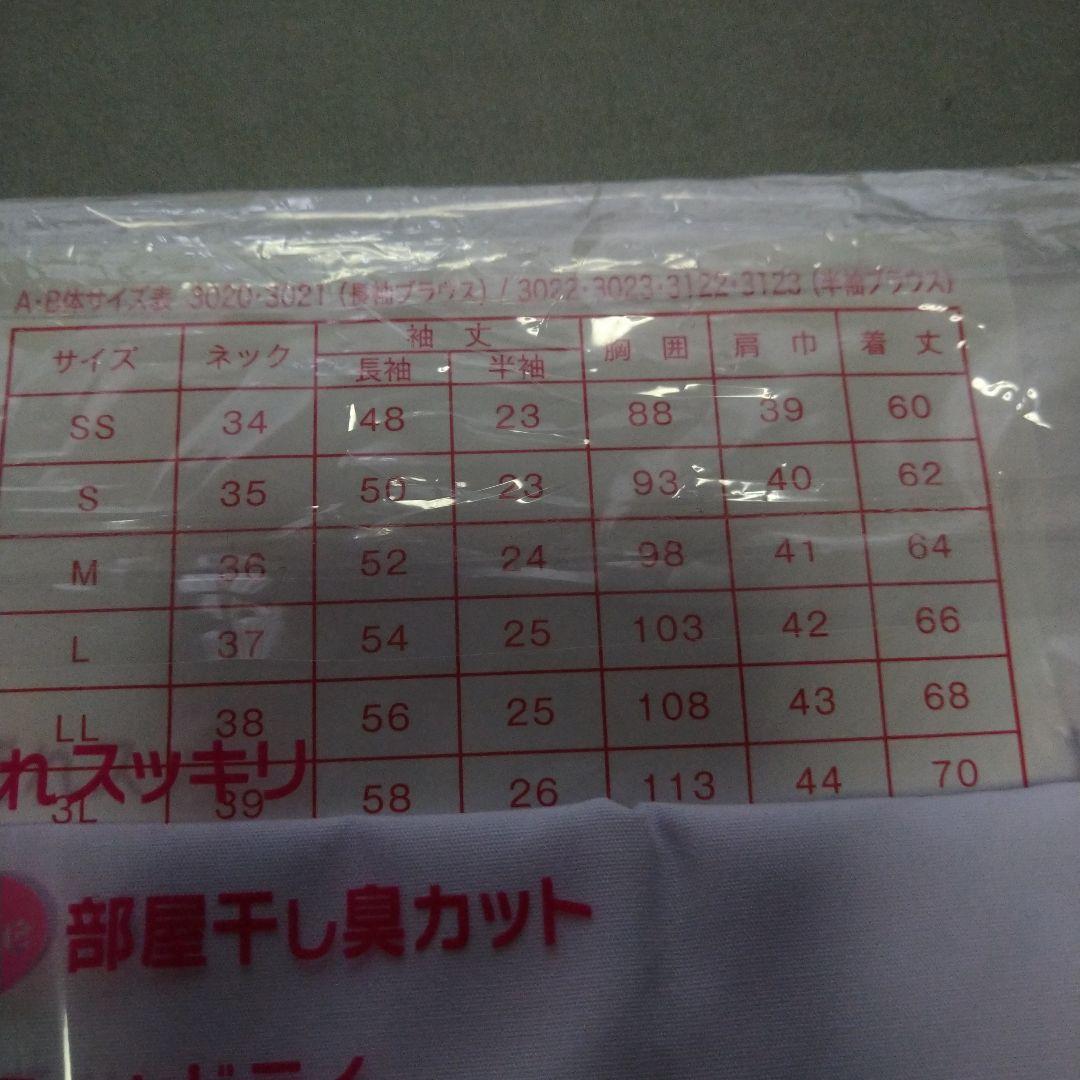 A・B体サイズ表 3020・3021 (長袖ブラウス) / 3022・3023・3122・3123 (半袖ブラウス)
サイズ ネック 袖丈 胸囲 肩巾 着丈
長袖 半袖
SS 34 48 23 88 39 60
S 35 50 23 93 40 62
M 36 52 24 98 41 64
L 37 54 25 103 42 66
LL 38 56 25 108 43 68
3L 39 58 26 113 44 70
れスッキリ
部屋干し臭カット